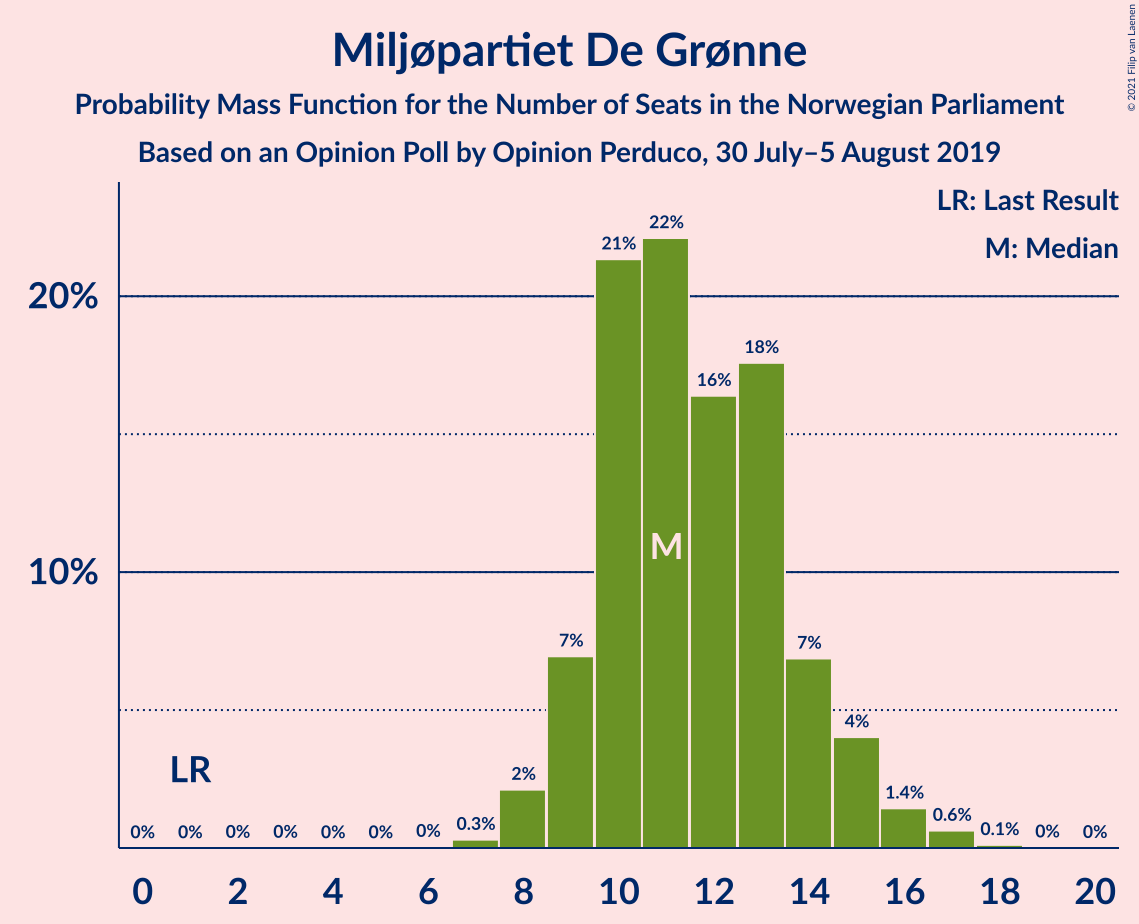 Miljøpartiet De Grønne
Probability Mass Function for the Number of Seats in the Norwegian Parliament
Based on an Opinion Poll by Opinion Perduco, 30 July–5 August 2019
© 2021 Filip van Laenen
LR: Last Result
M: Median
20%
10%
0% 0% 0% 0% 0% 0% 0% 0.3% 2% 7% 21% 22% 16% 18% 7% 4% 1.4% 0.6% 0.1% 0% 0%
LR
M
0 2 4 6 8 10 12 14 16 18 20